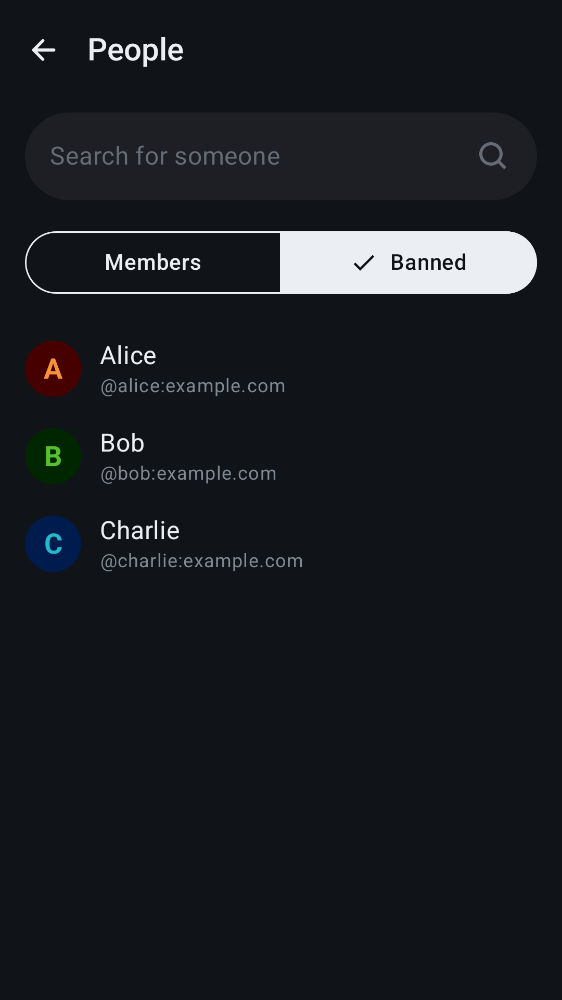 People
Search for someone
Members
Banned
A
Alice
@alice:example.com
B
Bob
@bob:example.com
C
Charlie
@charlie:example.com